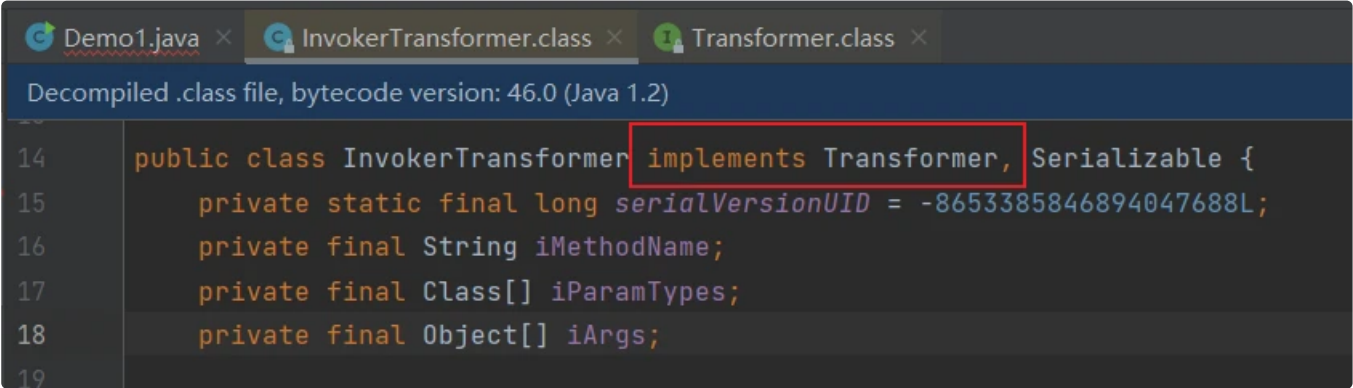 Demo1.java × InvokerTransformer.class × Transformer.class ×
Decompiled .class file, bytecode version: 46.0 (Java 1.2)
14 public class InvokerTransformer implements Transformer, Serializable {
15 private static final long serialVersionUID = -8653385846894047688L;
16 private final String iMethodName;
17 private final Class[] iParamTypes;
18 private final Object[] iArgs;
19